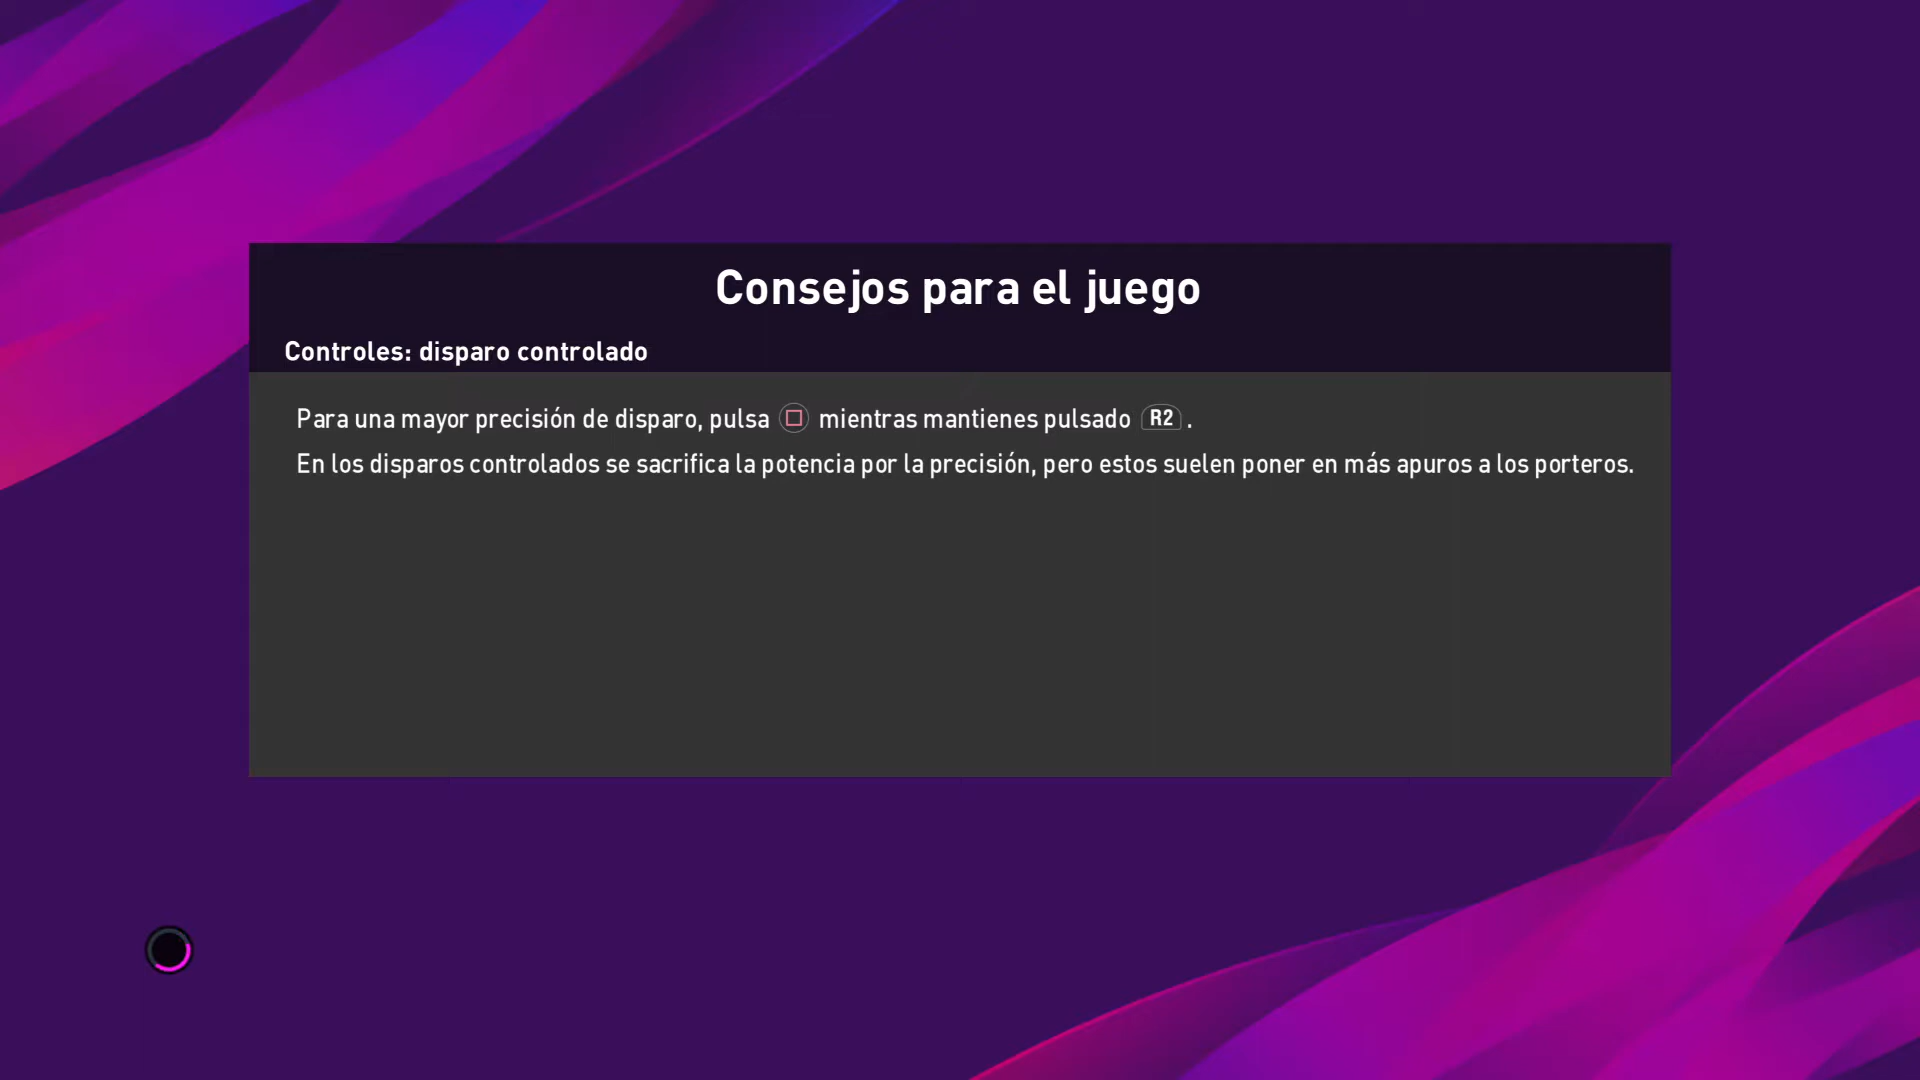 Consejos para el juego
Controles: disparo controlado
Para una mayor precisión de disparo, pulsa □ mientras mantienes pulsado R2.
En los disparos controlados se sacrifica la potencia por la precisión, pero estos suelen poner en más apuros a los porteros.